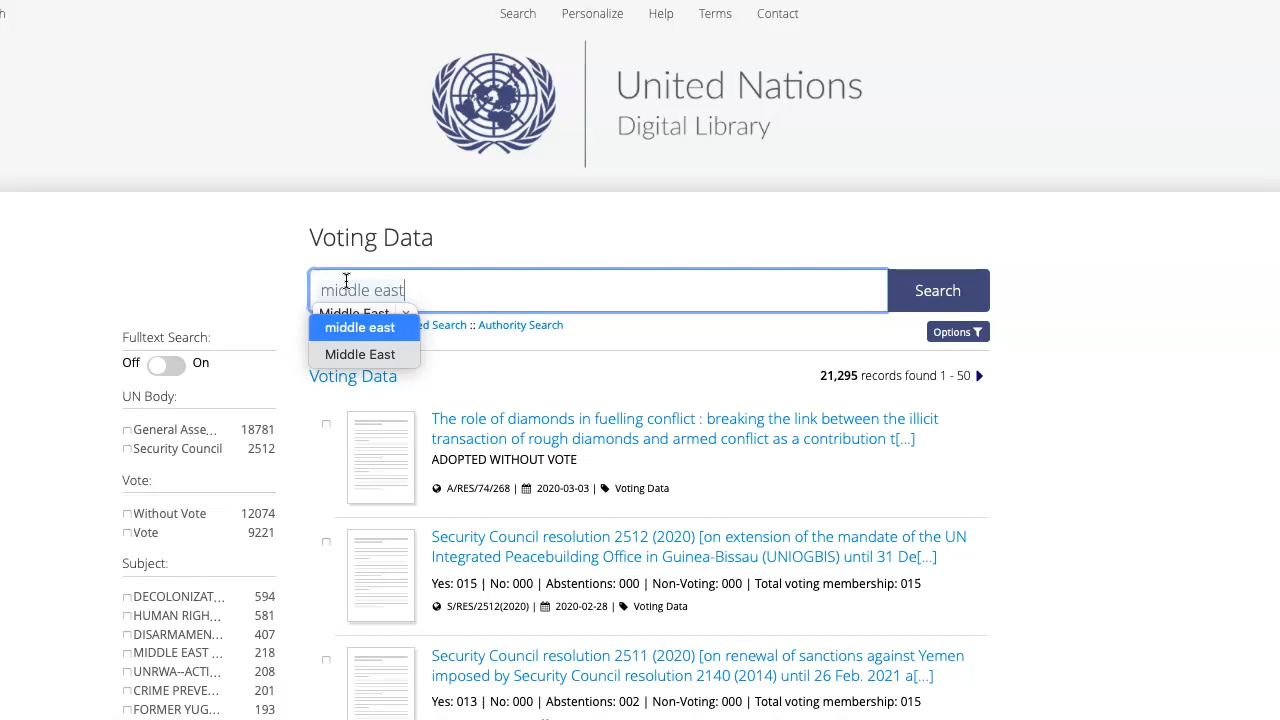 h
Search Personalize Help Terms Contact
United Nations
Digital Library
Voting Data
middle east
Search
Middle East ×
middle east
Middle East
ed Search :: Authority Search
Options
Voting Data
21,295 records found 1 - 50
Fulltext Search:
Off On
UN Body:
General Asse... 18781
Security Council 2512
Vote:
Without Vote 12074
Vote 9221
Subject:
DECOLONIZAT... 594
HUMAN RIGH... 581
DISARMAMEN... 407
MIDDLE EAST ... 218
UNRWA--ACTI... 208
CRIME PREVE... 201
FORMER YUG... 193
The role of diamonds in fuelling conflict : breaking the link between the illicit
transaction of rough diamonds and armed conflict as a contribution t[...]
ADOPTED WITHOUT VOTE
A/RES/74/268 | 2020-03-03 | Voting Data
Security Council resolution 2512 (2020) [on extension of the mandate of the UN
Integrated Peacebuilding Office in Guinea-Bissau (UNIOGBIS) until 31 De[...]
Yes: 015 | No: 000 | Abstentions: 000 | Non-Voting: 000 | Total voting membership: 015
S/RES/2512(2020) | 2020-02-28 | Voting Data
Security Council resolution 2511 (2020) [on renewal of sanctions against Yemen
imposed by Security Council resolution 2140 (2014) until 26 Feb. 2021 a[...]
Yes: 013 | No: 000 | Abstentions: 002 | Non-Voting: 000 | Total voting membership: 015